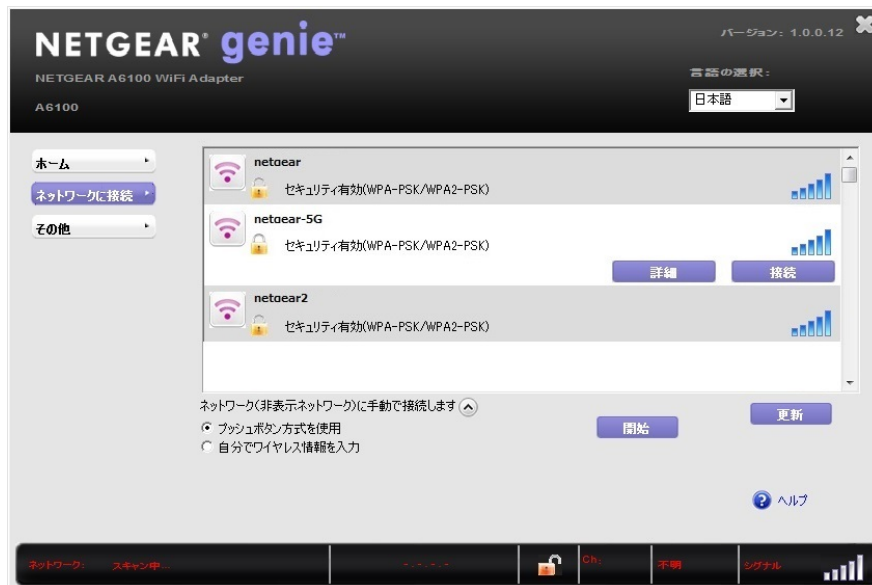 NETGEAR® genie™
バージョン: 1.0.0.12
NETGEAR A6100 WiFi Adapter
言語の選択:
A6100
日本語
ホーム
ネットワークに接続
その他
netgear
セキュリティ有効(WPA-PSK/WPA2-PSK)
netgear-5G
セキュリティ有効(WPA-PSK/WPA2-PSK)
詳細
接続
netgear2
セキュリティ有効(WPA-PSK/WPA2-PSK)
ネットワーク(非表示ネットワーク)に手動で接続します
プッシュボタン方式を使用
自分でワイヤレス情報を入力
開始
更新
ヘルプ
ネットワーク: スキャン中...
-.-.-.-
Ch:
不明
シグナル